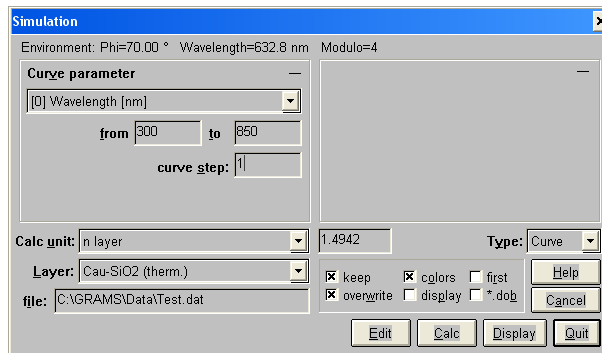 Simulation
Environment: Phi=70.00 ° Wavelength=632.8 nm Modulo=4
Curve parameter
[0] Wavelength [nm]
from 300 to 850
curve step: 1
Calc unit: n layer 1.4942 Type: Curve
Layer: Cau-SiO2 (therm.)
keep colors first Help
file: C:\GRAMS\Data\Test.dat overwrite display *.dob Cancel
Edit Calc Display Quit